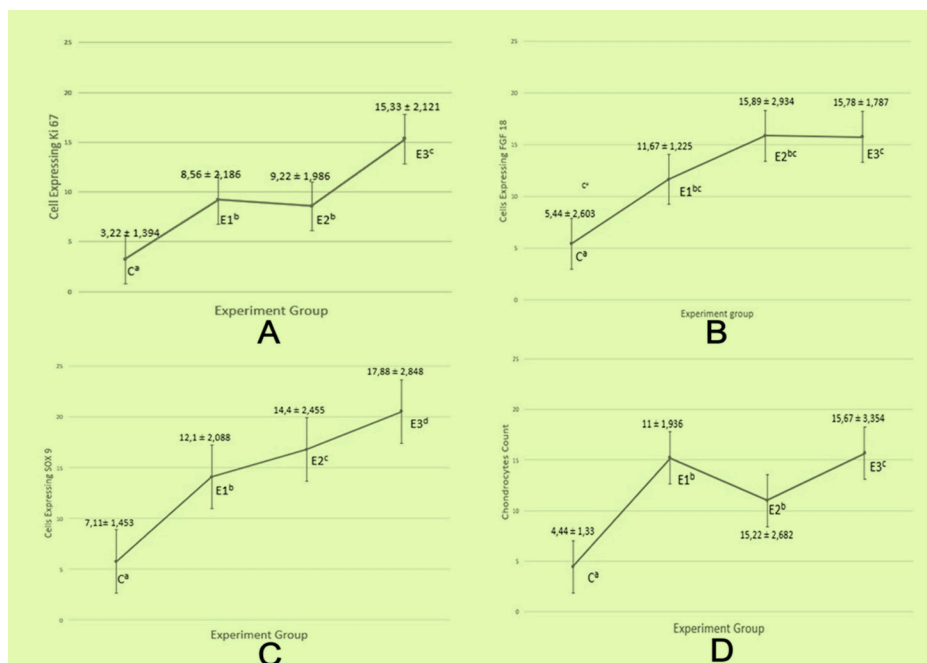 25
20
15
10
5
0
Cell Expressing Ki 67
3,22 ± 1,394
8,56 ± 2,186
9,22 ± 1,986
15,33 ± 2,121
Cᵃ
E1ᵇ
E2ᵇ
E3ᶜ
Experiment Group
A
25
20
15
10
5
0
Cells Expressing FGF 18
5,44 ± 2,603
11,67 ± 1,225
15,89 ± 2,934
15,78 ± 1,787
Cᵃ
E1ᵇᶜ
E2ᵇᶜ
E3ᶜ
Experiment group
B
25
20
15
10
5
0
Cells Expressing SOX 9
7,11± 1,453
12,1 ± 2,088
14,4 ± 2,455
17,88 ± 2,848
Cᵃ
E1ᵇ
E2ᶜ
E3ᵈ
Experiment Group
C
25
20
15
10
5
0
Chondrocytes Count
4,44 ± 1,33
11 ± 1,936
15,22 ± 2,682
15,67 ± 3,354
Cᵃ
E1ᵇ
E2ᵇ
E3ᶜ
Experiment Group
D